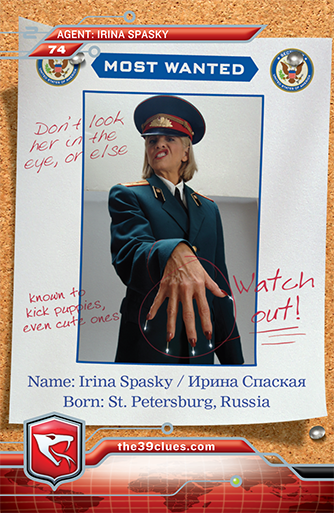 AGENT: IRINA SPASKY
74
MOST WANTED
Don't look
her in the
eye, or else
known to
kick puppies,
even cute ones
Watch
out!
Name: Irina Spasky / Ирина Спаская
Born: St. Petersburg, Russia
the39clues.com